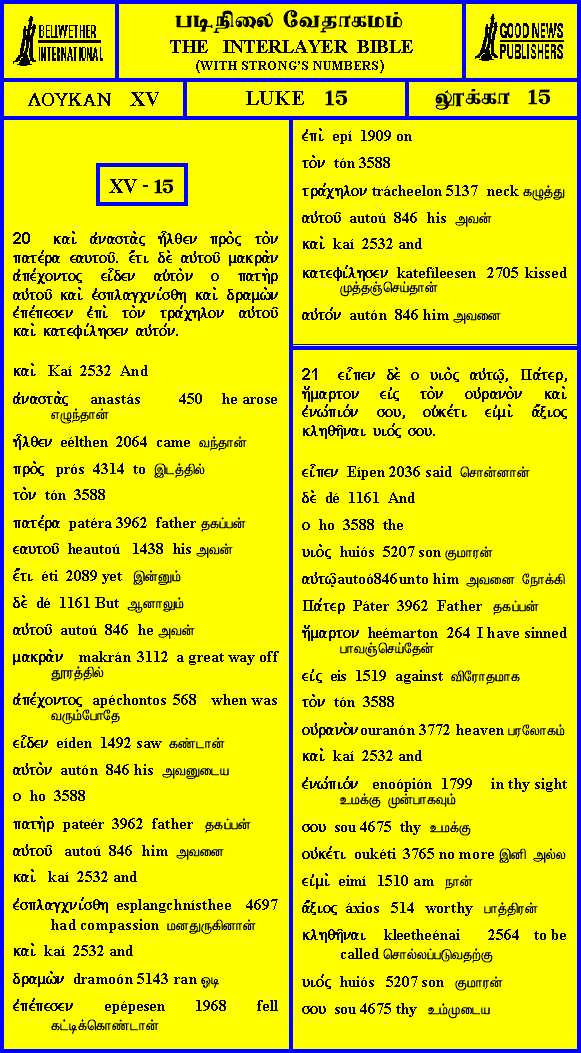 BELLWETHER
INTERNATIONAL
படிநிலை வேதாகமம்
THE INTERLAYER BIBLE
(WITH STRONG'S NUMBERS)
GOOD NEWS
PUBLISHERS
ΛΟΥΚΑΝ XV
LUKE 15
லூக்கா 15
XV - 15
20 καὶ ἀναστὰς ἦλθεν πρὸς τὸν
πατέρα εαυτοῦ. ἔτι δὲ αὐτοῦ μακρὰν
ἀπέχοντος εἶδεν αὐτὸν ο πατὴρ
αὐτοῦ καὶ ἐσπλαγχνίσθη καὶ δραμὼν
ἐπέπεσεν ἐπὶ τὸν τράχηλον αὐτοῦ
καὶ κατεφίλησεν αὐτόν.
καὶ Kaí 2532 And
ἀναστὰς anastás 450 he arose
எழுந்தான்
ἦλθεν eélthen 2064 came வந்தான்
πρὸς prós 4314 to இடத்தில்
τὸν tón 3588
πατέρα patéra 3962 father தகப்பன்
εαυτοῦ heautoú 1438 his அவன்
ἔτι éti 2089 yet இன்னும்
δὲ dé 1161 But ஆனாலும்
αὐτοῦ autoú 846 he அவன்
μακρὰν makrán 3112 a great way off
தூரத்தில்
ἀπέχοντος apéchontos 568 when was
வரும்போதே
εἶδεν eíden 1492 saw கண்டான்
αὐτὸν autón 846 his அவனுடைய
ο ho 3588
πατὴρ pateér 3962 father தகப்பன்
αὐτοῦ autoú 846 him அவனை
καὶ kaí 2532 and
ἐσπλαγχνίσθη esplangchnísthee 4697
had compassion மனதுருகினான்
καὶ kaí 2532 and
δραμὼν dramoón 5143 ran ஓடி
ἐπέπεσεν epépesen 1968 fell
கட்டிக்கொண்டான்
ἐπὶ epí 1909 on
τὸν tón 3588
τράχηλον trácheelon 5137 neck கழுத்து
αὐτοῦ autoú 846 his அவன்
καὶ kaí 2532 and
κατεφίλησεν katefíleesen 2705 kissed
முத்தஞ்செய்தான்
αὐτόν autón 846 him அவனை
21 εἶπεν δὲ ο υιὸς αὐτῷ, Πάτερ,
ἥμαρτον εἰς τὸν οὐρανὸν καὶ
ἐνώπιόν σου, οὐκέτι εἰμὶ ἄξιος
κληθῆναι υιός σου.
εἶπεν Eípen 2036 said சொன்னான்
δὲ dé 1161 And
ο ho 3588 the
υιὸς huiós 5207 son குமாரன்
αὐτῷ autoó 846 unto him அவனை நோக்கி
Πάτερ Páter 3962 Father தகப்பன்
ἥμαρτον heémarton 264 I have sinned
பாவஞ்செய்தேன்
εἰς eis 1519 against விரோதமாக
τὸν tón 3588
οὐρανὸν ouranón 3772 heaven பரலோகம்
καὶ kaí 2532 and
ἐνώπιόν enoópión 1799 in thy sight
உமக்கு முன்பாகவும்
σου sou 4675 thy உமக்கு
οὐκέτι oukéti 3765 no more இனி அல்ல
εἰμὶ eimí 1510 am நான்
ἄξιος áxios 514 worthy பாத்திரன்
κληθῆναι kleetheénai 2564 to be
called சொல்லப்படுவதற்கு
υιός huiós 5207 son குமாரன்
σου sou 4675 thy உம்முடைய